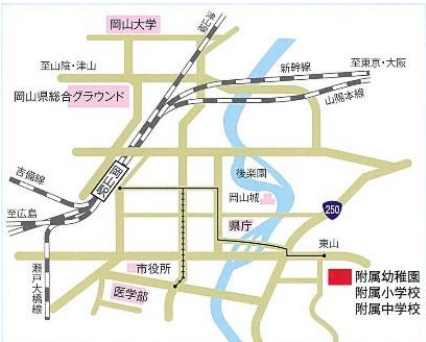 岡山大学
津山線
至山陰・津山
新幹線
至東京・大阪
岡山県総合グラウンド
山陽本線
吉備線
岡山駅
後楽園
岡山城
至広島
県庁
250
東山
瀬戸大橋線
市役所
医学部
附属幼稚園
附属小学校
附属中学校